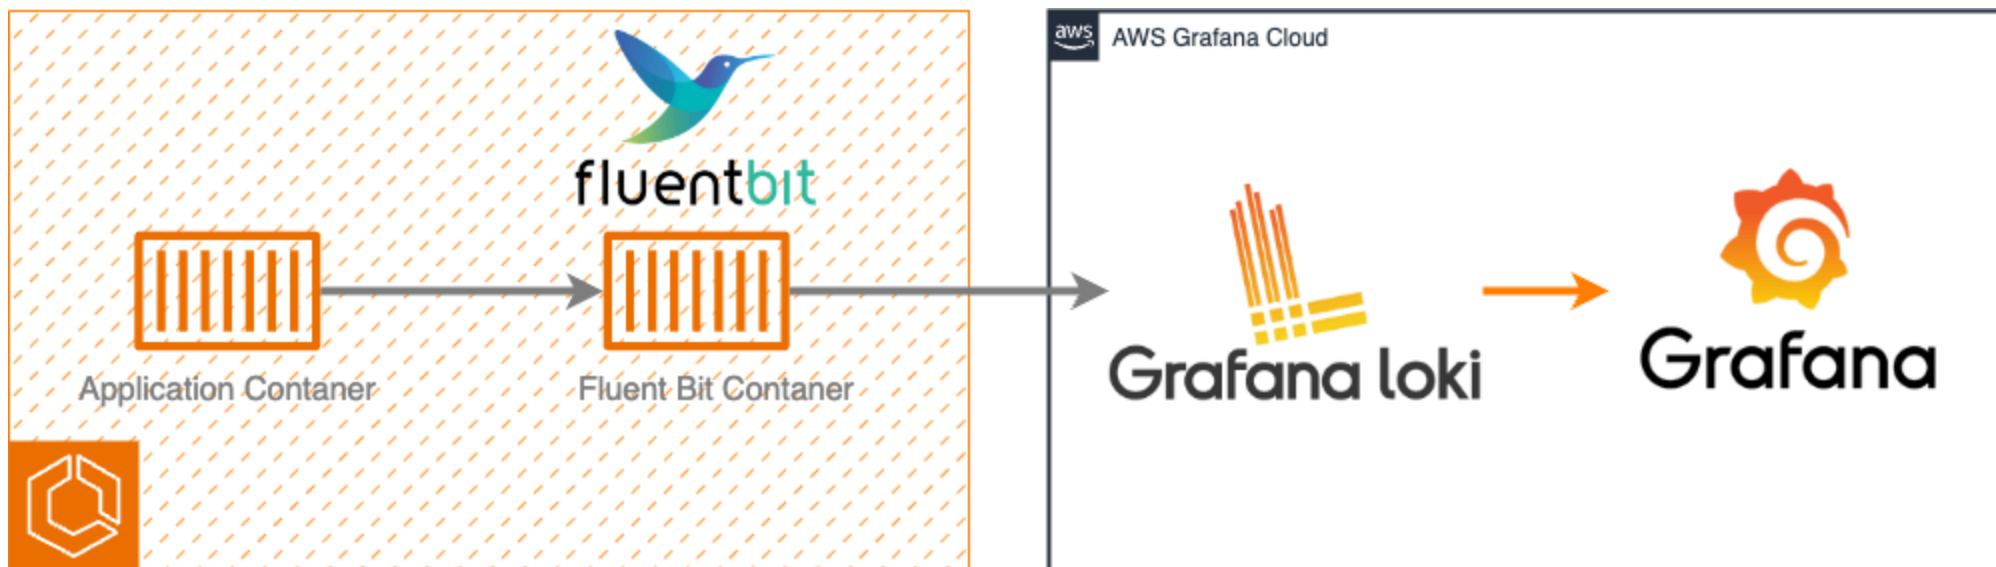 fluentbit
Application Contaner
Fluent Bit Contaner
aws
AWS Grafana Cloud
Grafana loki
Grafana